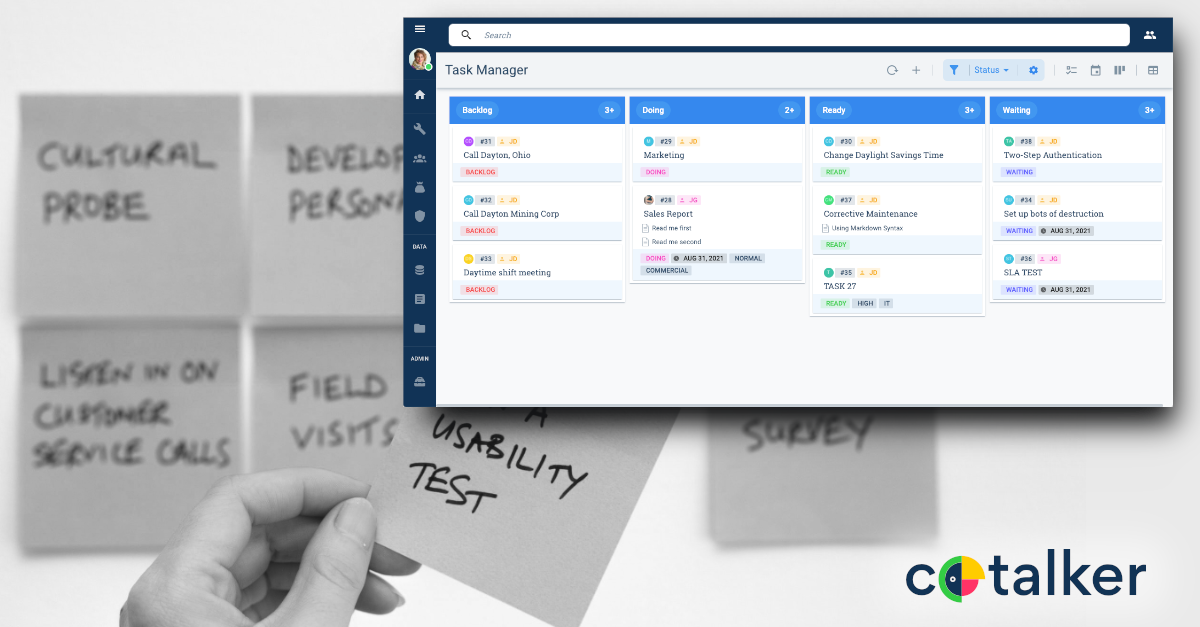 Search
Task Manager
Status
Backlog 3+
#31 JD
Call Dayton, Ohio
BACKLOG
#32 JD
Call Dayton Mining Corp
BACKLOG
#33 JD
Daytime shift meeting
BACKLOG
Doing 2+
#29 JD
Marketing
DOING
#28 JG
Sales Report
Read me first
Read me second
DOING AUG 31, 2021 NORMAL
COMMERCIAL
Ready 3+
#30 JD
Change Daylight Savings Time
READY
#37 JD
Corrective Maintenance
Using Markdown Syntax
READY
#35 JD
TASK 27
READY HIGH IT
Waiting 3+
#38 JD
Two-Step Authentication
WAITING
#34 JD
Set up bots of destruction
WAITING AUG 31, 2021
#36 JG
SLA TEST
WAITING AUG 31, 2021
DATA
ADMIN
CULTURAL
PROBE
DEVELOP
PERSONA
LISTEN IN ON
CUSTOMER
SERVICE CALLS
FIELD
VISITS
A
USABILITY
TEST
SURVEY
cotalker